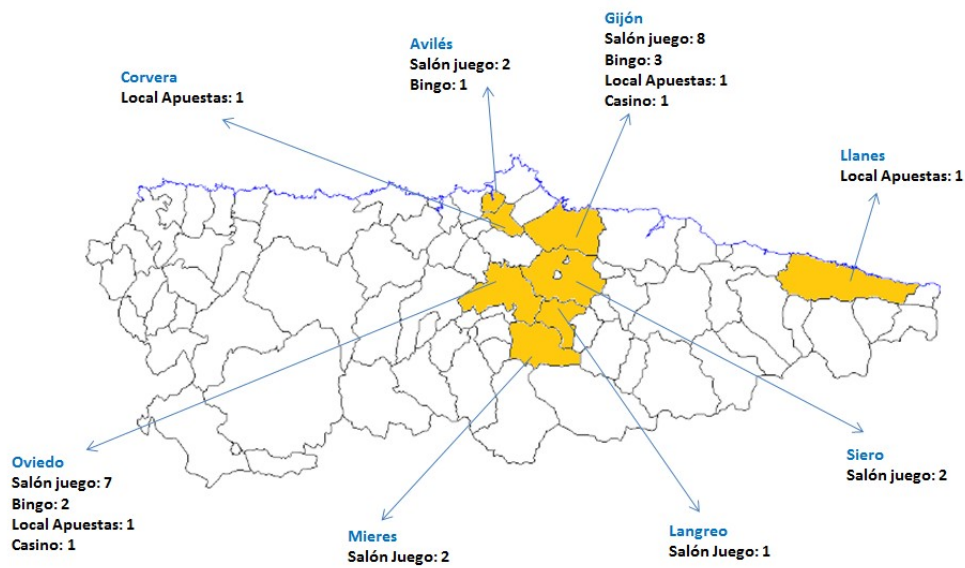 Gijón
Salón juego: 8
Bingo: 3
Local Apuestas: 1
Casino: 1
Avilés
Salón juego: 2
Bingo: 1
Corvera
Local Apuestas: 1
Llanes
Local Apuestas: 1
Oviedo
Salón juego: 7
Bingo: 2
Local Apuestas: 1
Casino: 1
Mieres
Salón Juego: 2
Langreo
Salón Juego: 1
Siero
Salón juego: 2